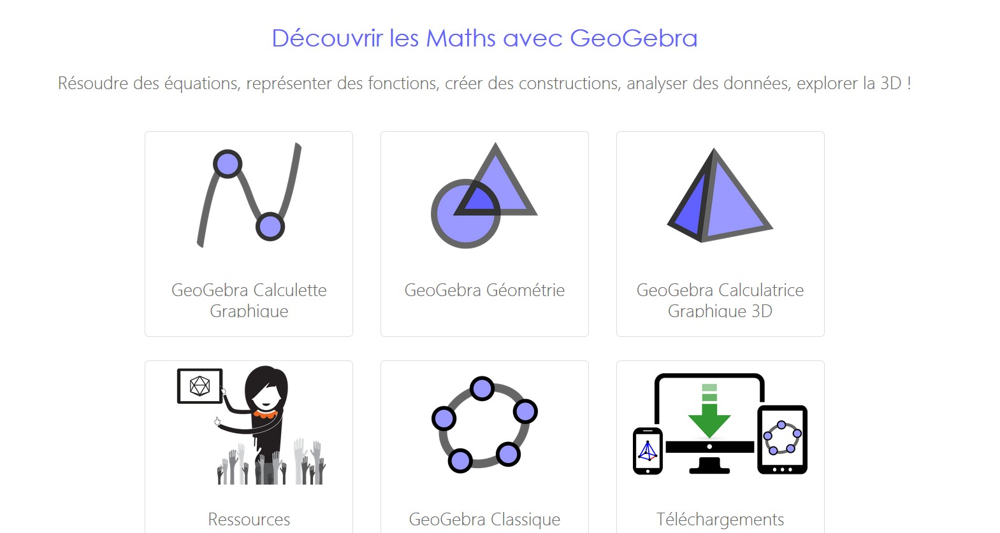 Découvrir les Maths avec GeoGebra
Résoudre des équations, représenter des fonctions, créer des constructions, analyser des données, explorer la 3D !
GeoGebra Calculette
Graphique
GeoGebra Géométrie
GeoGebra Calculatrice
Graphique 3D
Ressources
GeoGebra Classique
Téléchargements